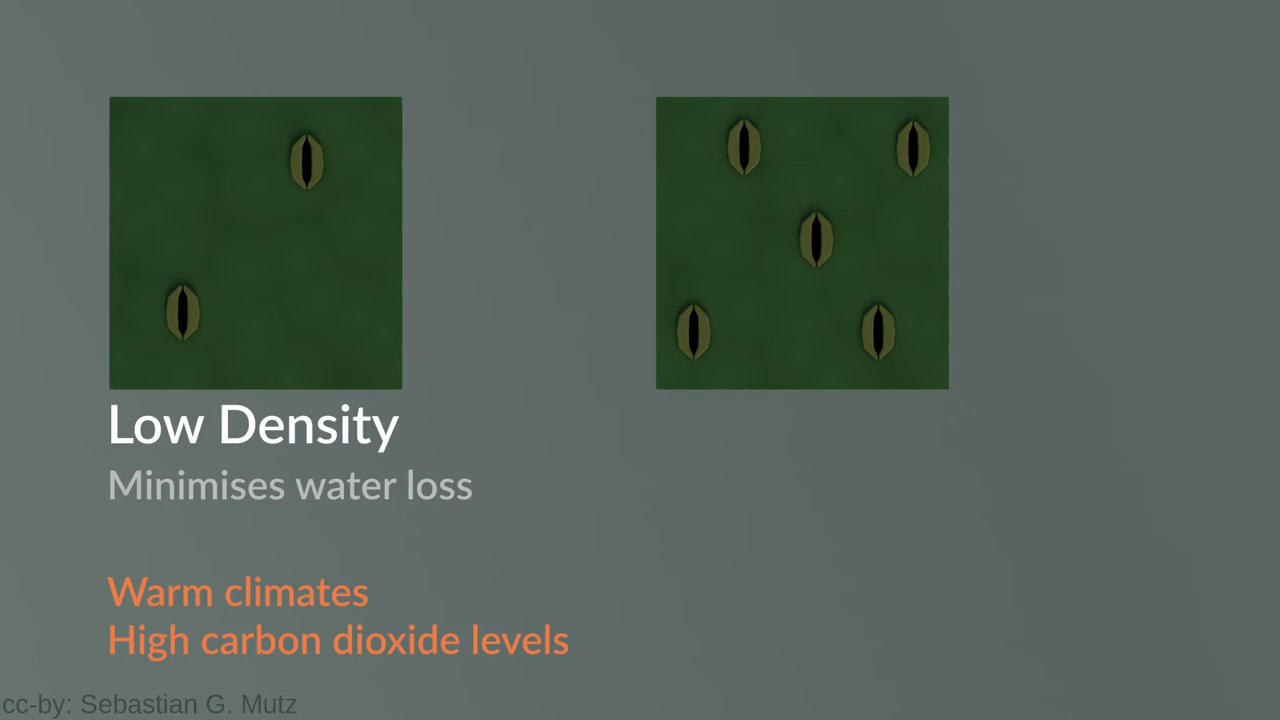 Low Density
Minimises water loss
Warm climates
High carbon dioxide levels
cc-by: Sebastian G. Mutz